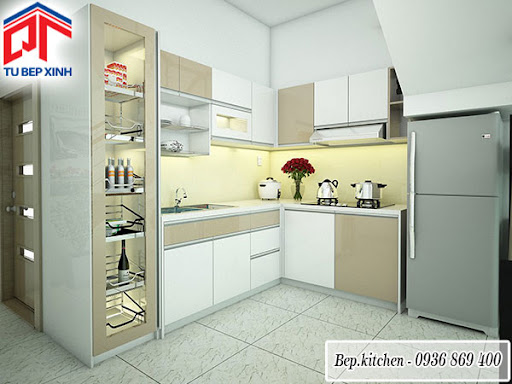 TU BEP XINH
Bep.kitchen - 0936 869 400